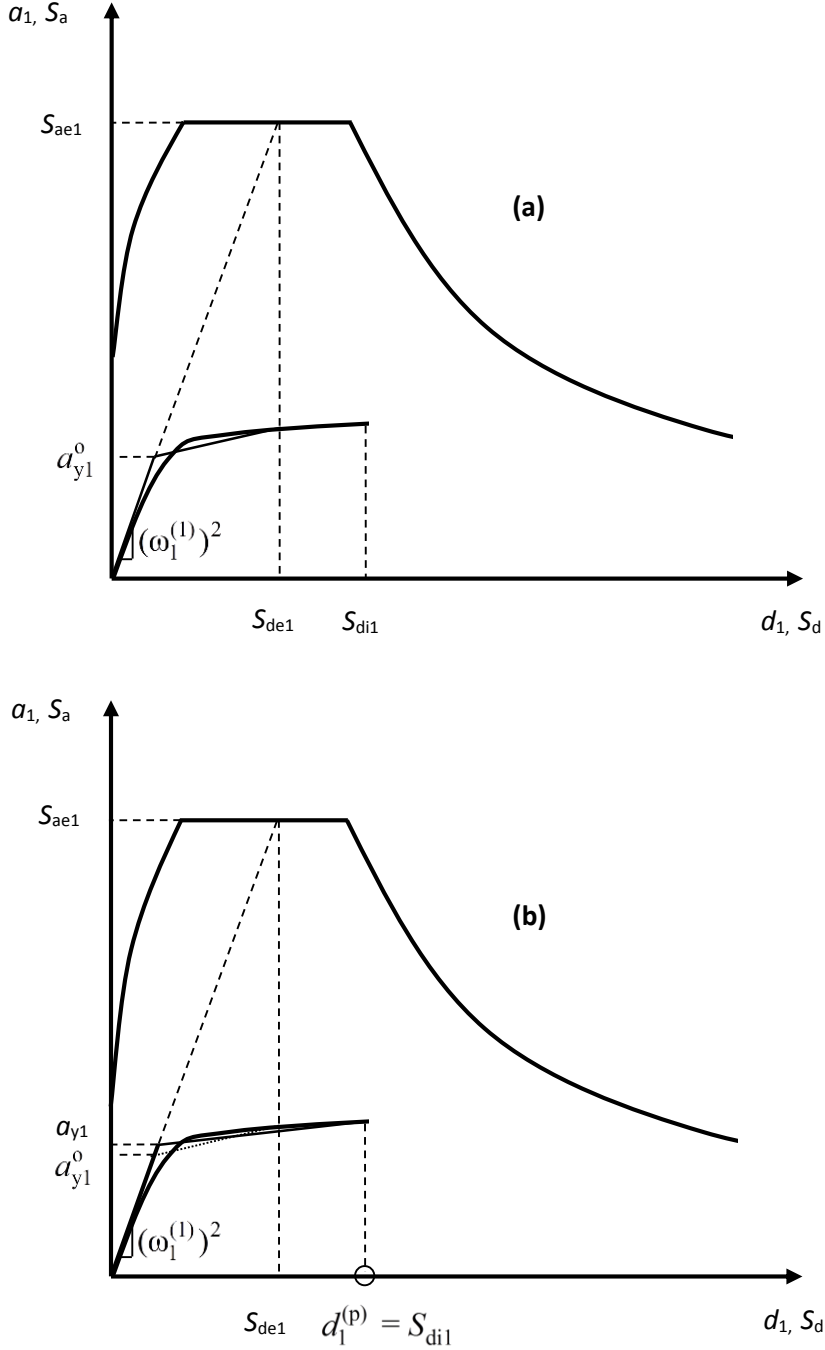 a₁, Sₐ
Sae1
(a)
a°y1
(ω₁⁽¹⁾)²
Sde1 Sdi1 d₁, Sd
a₁, Sₐ
Sae1
(b)
ay1
a°y1
(ω₁⁽¹⁾)²
Sde1 d₁⁽ᵖ⁾ = Sdi1 d₁, Sd